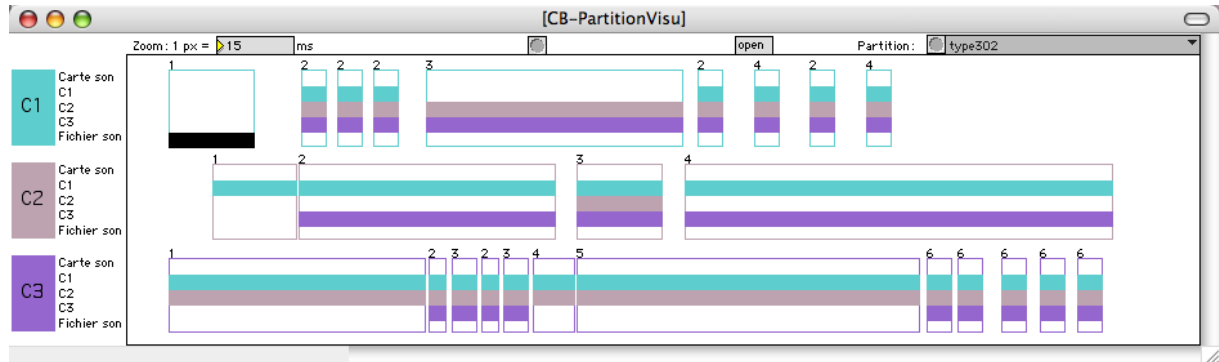 [CB-PartitionVisu]
Zoom: 1 px = 15 ms open Partition: type302
1 2 2 2 3 2 4 2 4
Carte son
C1
C1
C2
C3
Fichier son
1 2 3 4
Carte son
C1
C2
C2
C3
Fichier son
1 2 3 2 3 4 5 6 6 6 6 6
Carte son
C1
C3
C2
C3
Fichier son